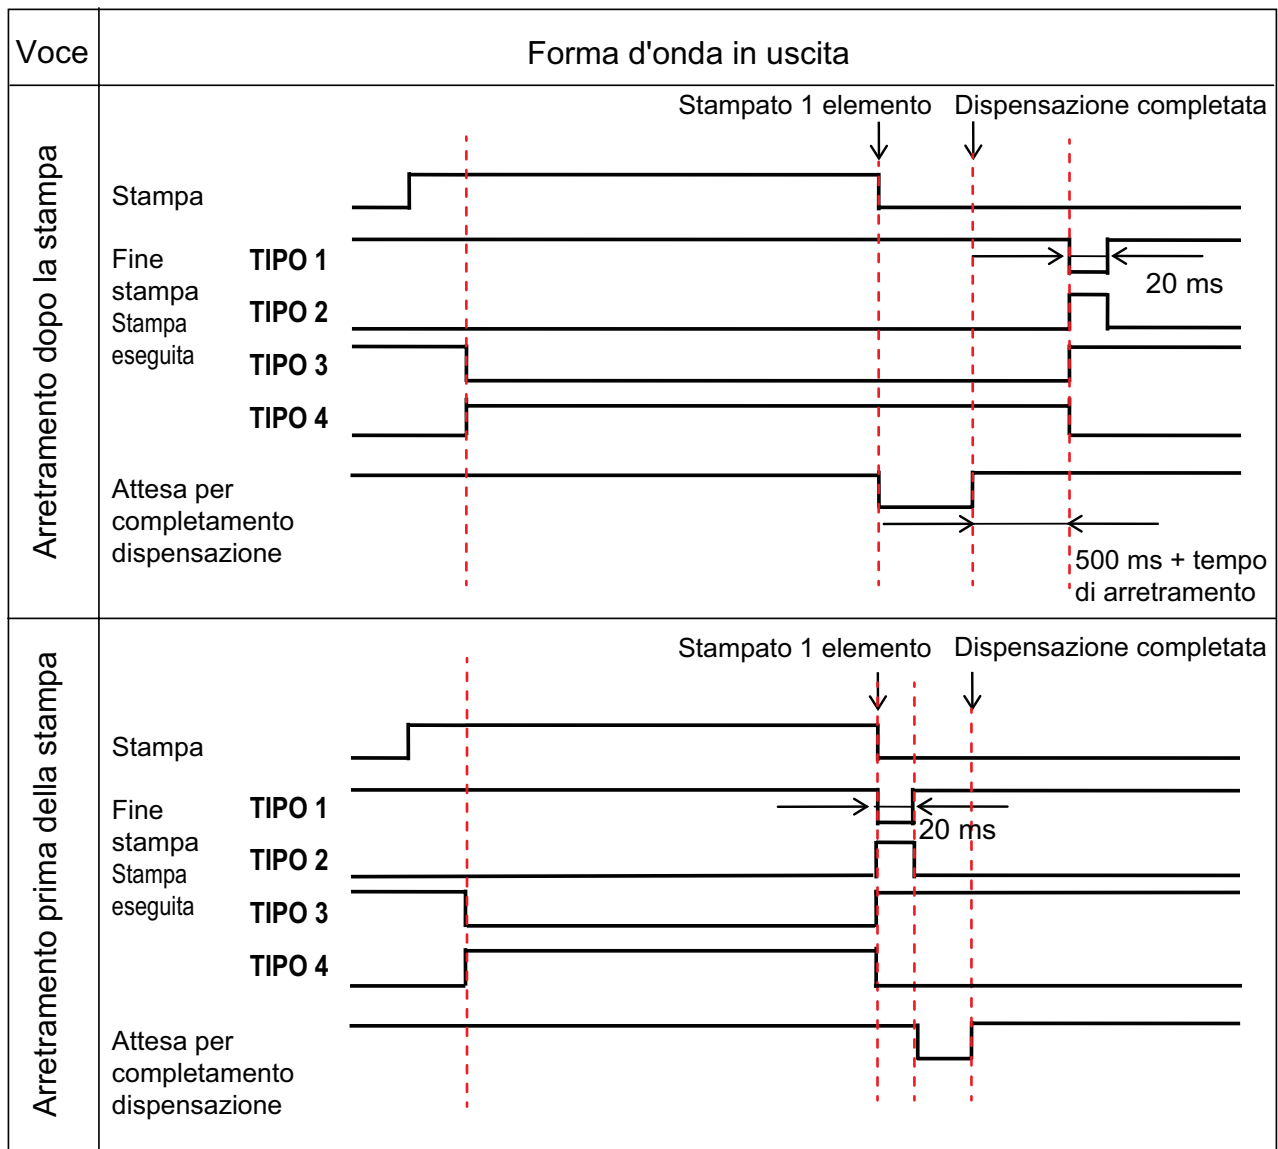 Voce
Forma d'onda in uscita
Arretramento dopo la stampa
Stampato 1 elemento
Dispensazione completata
Stampa
Fine
stampa
Stampa
eseguita
TIPO 1
20 ms
TIPO 2
TIPO 3
TIPO 4
Attesa per
completamento
dispensazione
500 ms + tempo
di arretramento
Arretramento prima della stampa
Stampato 1 elemento
Dispensazione completata
Stampa
Fine
stampa
Stampa
eseguita
TIPO 1
20 ms
TIPO 2
TIPO 3
TIPO 4
Attesa per
completamento
dispensazione